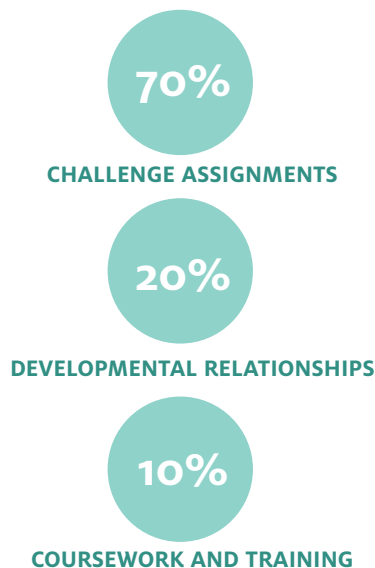 70%
CHALLENGE ASSIGNMENTS
20%
DEVELOPMENTAL RELATIONSHIPS
10%
COURSEWORK AND TRAINING